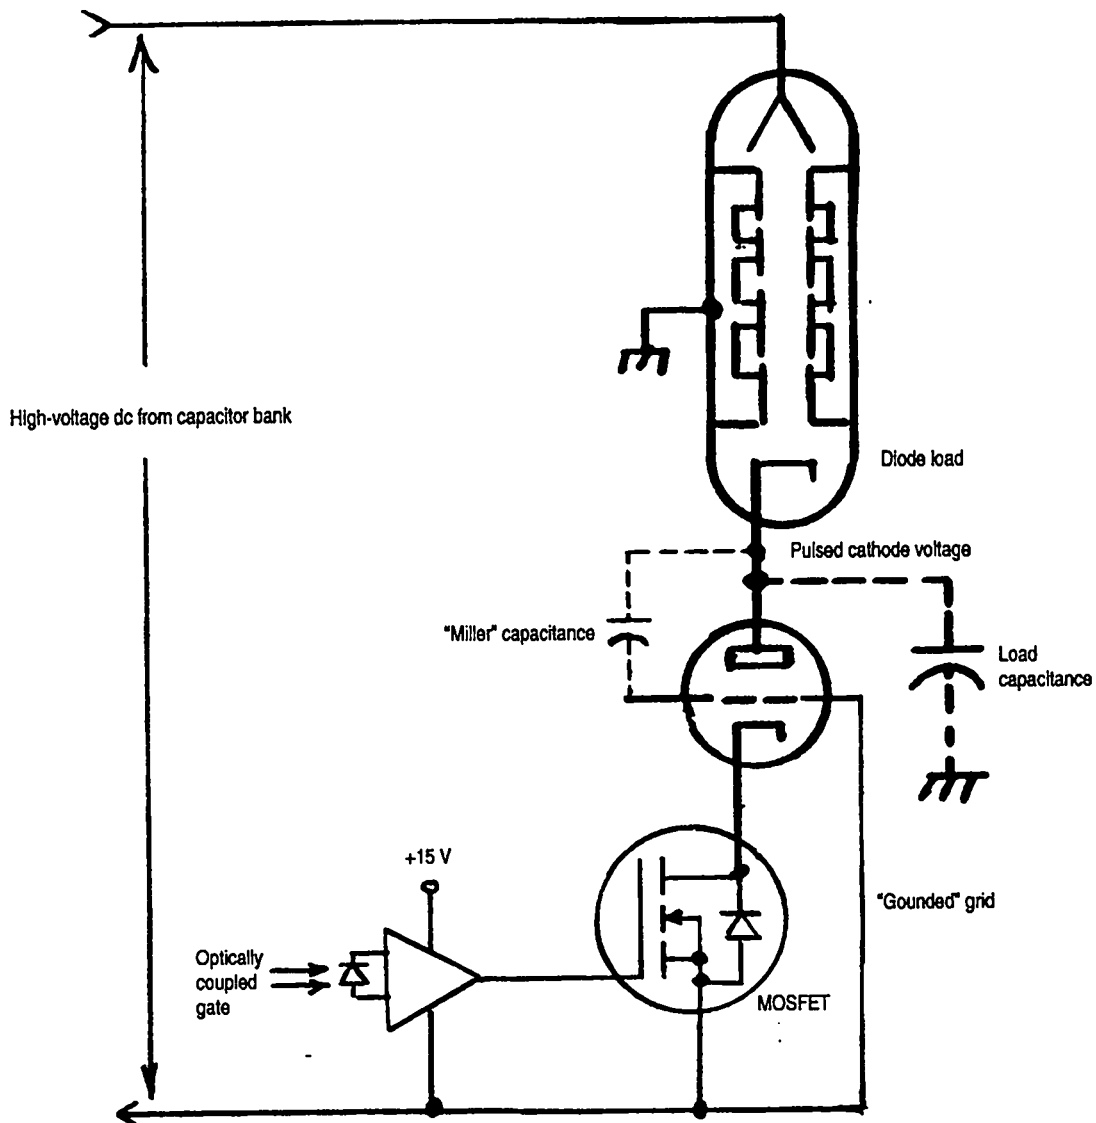 High-voltage dc from capacitor bank
Diode load
Pulsed cathode voltage
"Miller" capacitance
Load
capacitance
+15 V
"Gounded" grid
Optically
coupled
gate
MOSFET